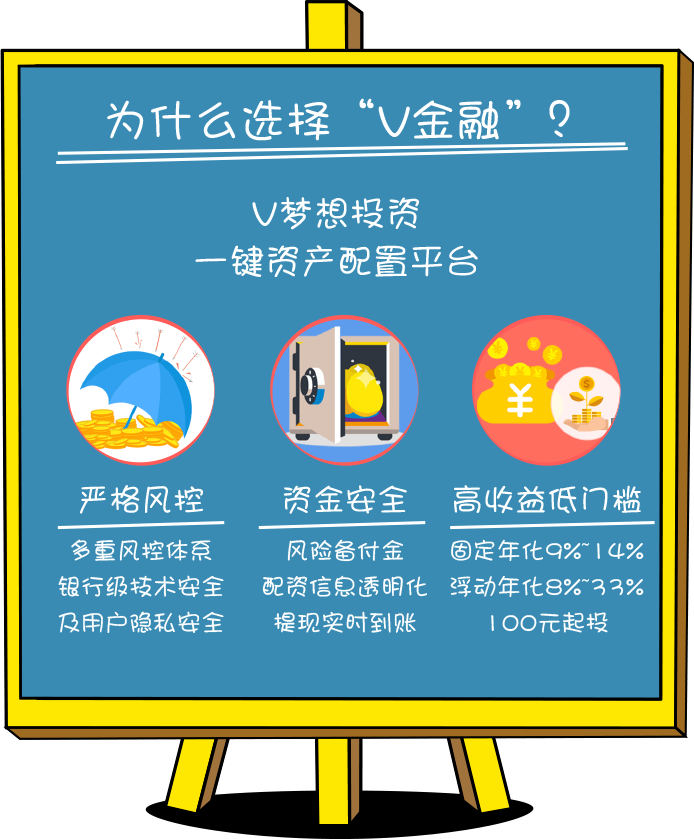 为什么选择“V金融”？
V梦想投资
一键资产配置平台
严格风控
多重风控体系
银行级技术安全
及用户隐私安全
资金安全
风险备付金
配资信息透明化
提现实时到账
高收益低门槛
固定年化9%~14%
浮动年化8%~33%
100元起投
¥
$